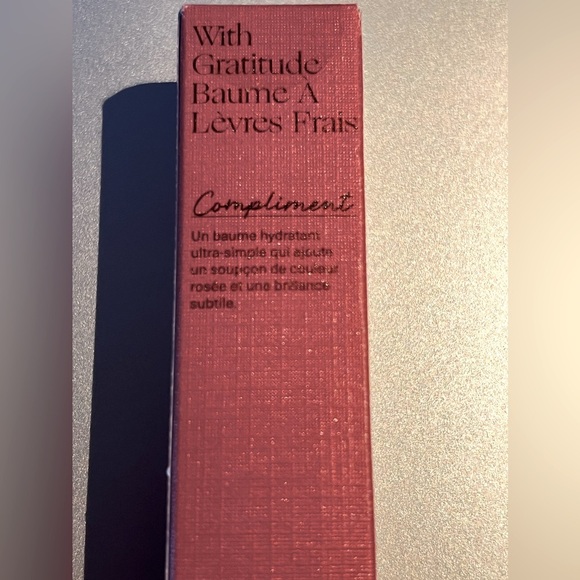 With
Gratitude
Baume À
Lèvres Frais
Compliment
Un baume hydratant
ultra-simple qui ajoute
un soupçon de couleur
rosée et une brillance
subtile.